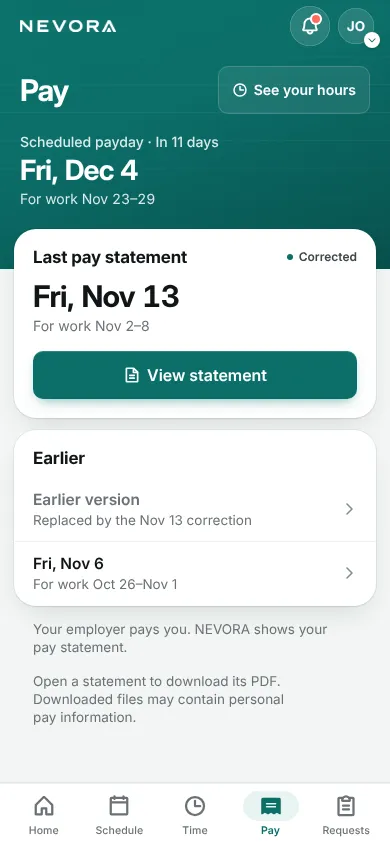 NEVORA
JO
Pay
See your hours
Scheduled payday · In 11 days
Fri, Dec 4
For work Nov 23–29
Last pay statement
Corrected
Fri, Nov 13
For work Nov 2–8
View statement
Earlier
Earlier version
Replaced by the Nov 13 correction
Fri, Nov 6
For work Oct 26–Nov 1
Your employer pays you. NEVORA shows your
pay statement.
Open a statement to download its PDF.
Downloaded files may contain personal
pay information.
Home
Schedule
Time
Pay
Requests